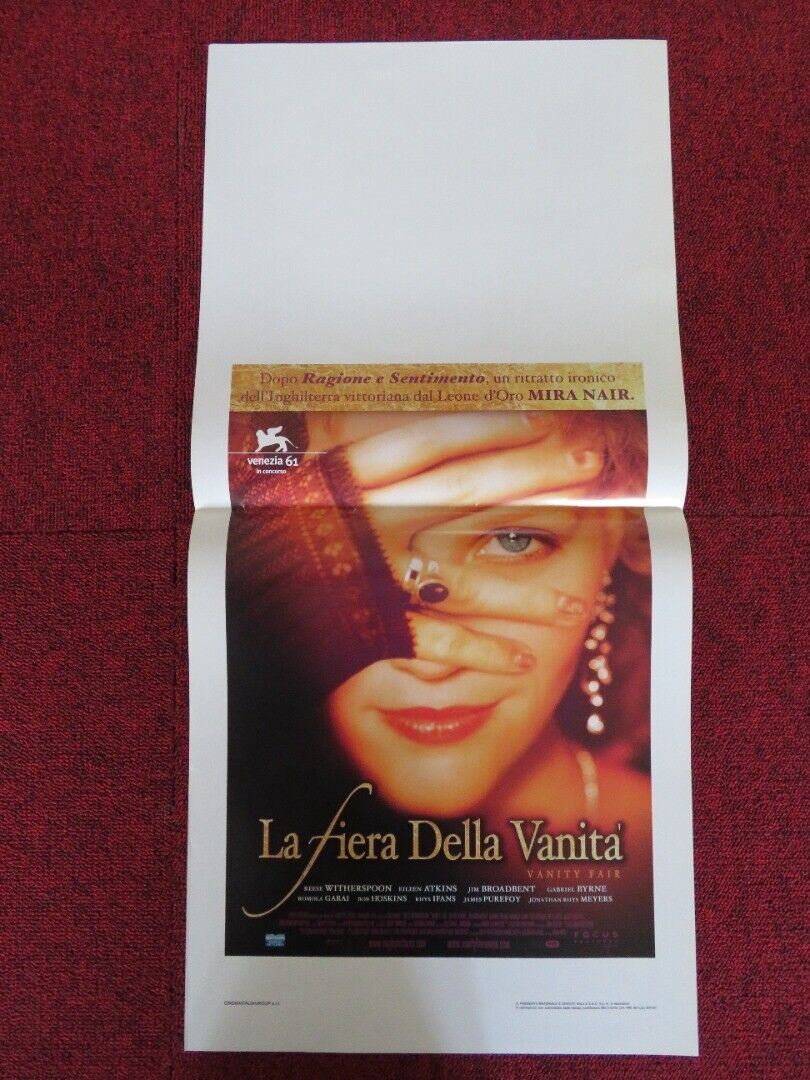 Dopo Ragione e Sentimento, un ritratto ironico
dell'Inghilterra vittoriana dal Leone d'Oro MIRA NAIR.
venezia 61
in concorso
La fiera Della Vanita'
VANITY FAIR
REESE WITHERSPOON EILEEN ATKINS JIM BROADBENT GABRIEL BYRNE
ROMOLA GARAI BOB HOSKINS RHYS IFANS JAMES PUREFOY JONATHAN RHYS MEYERS
FOCUS